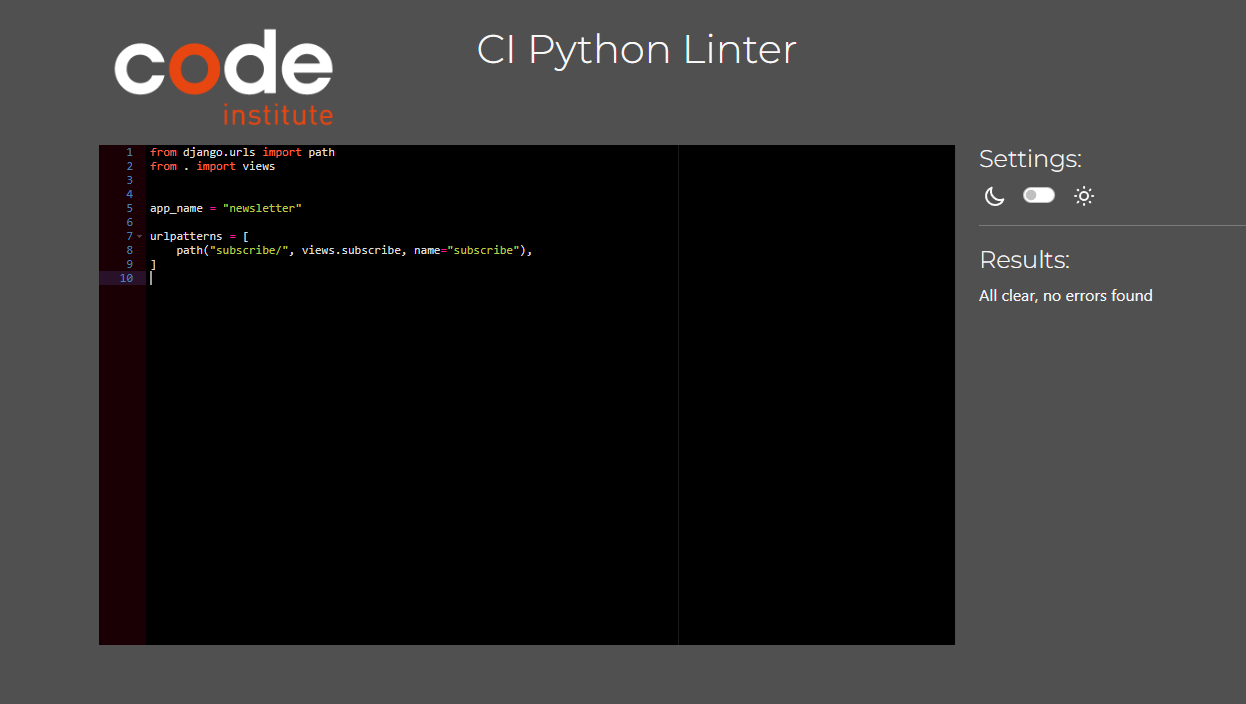 code
institute
CI Python Linter
1 from django.urls import path
2 from . import views
3
4
5 app_name = "newsletter"
6
7 urlpatterns = [
8     path("subscribe/", views.subscribe, name="subscribe"),
9 ]
10
Settings:
Results:
All clear, no errors found